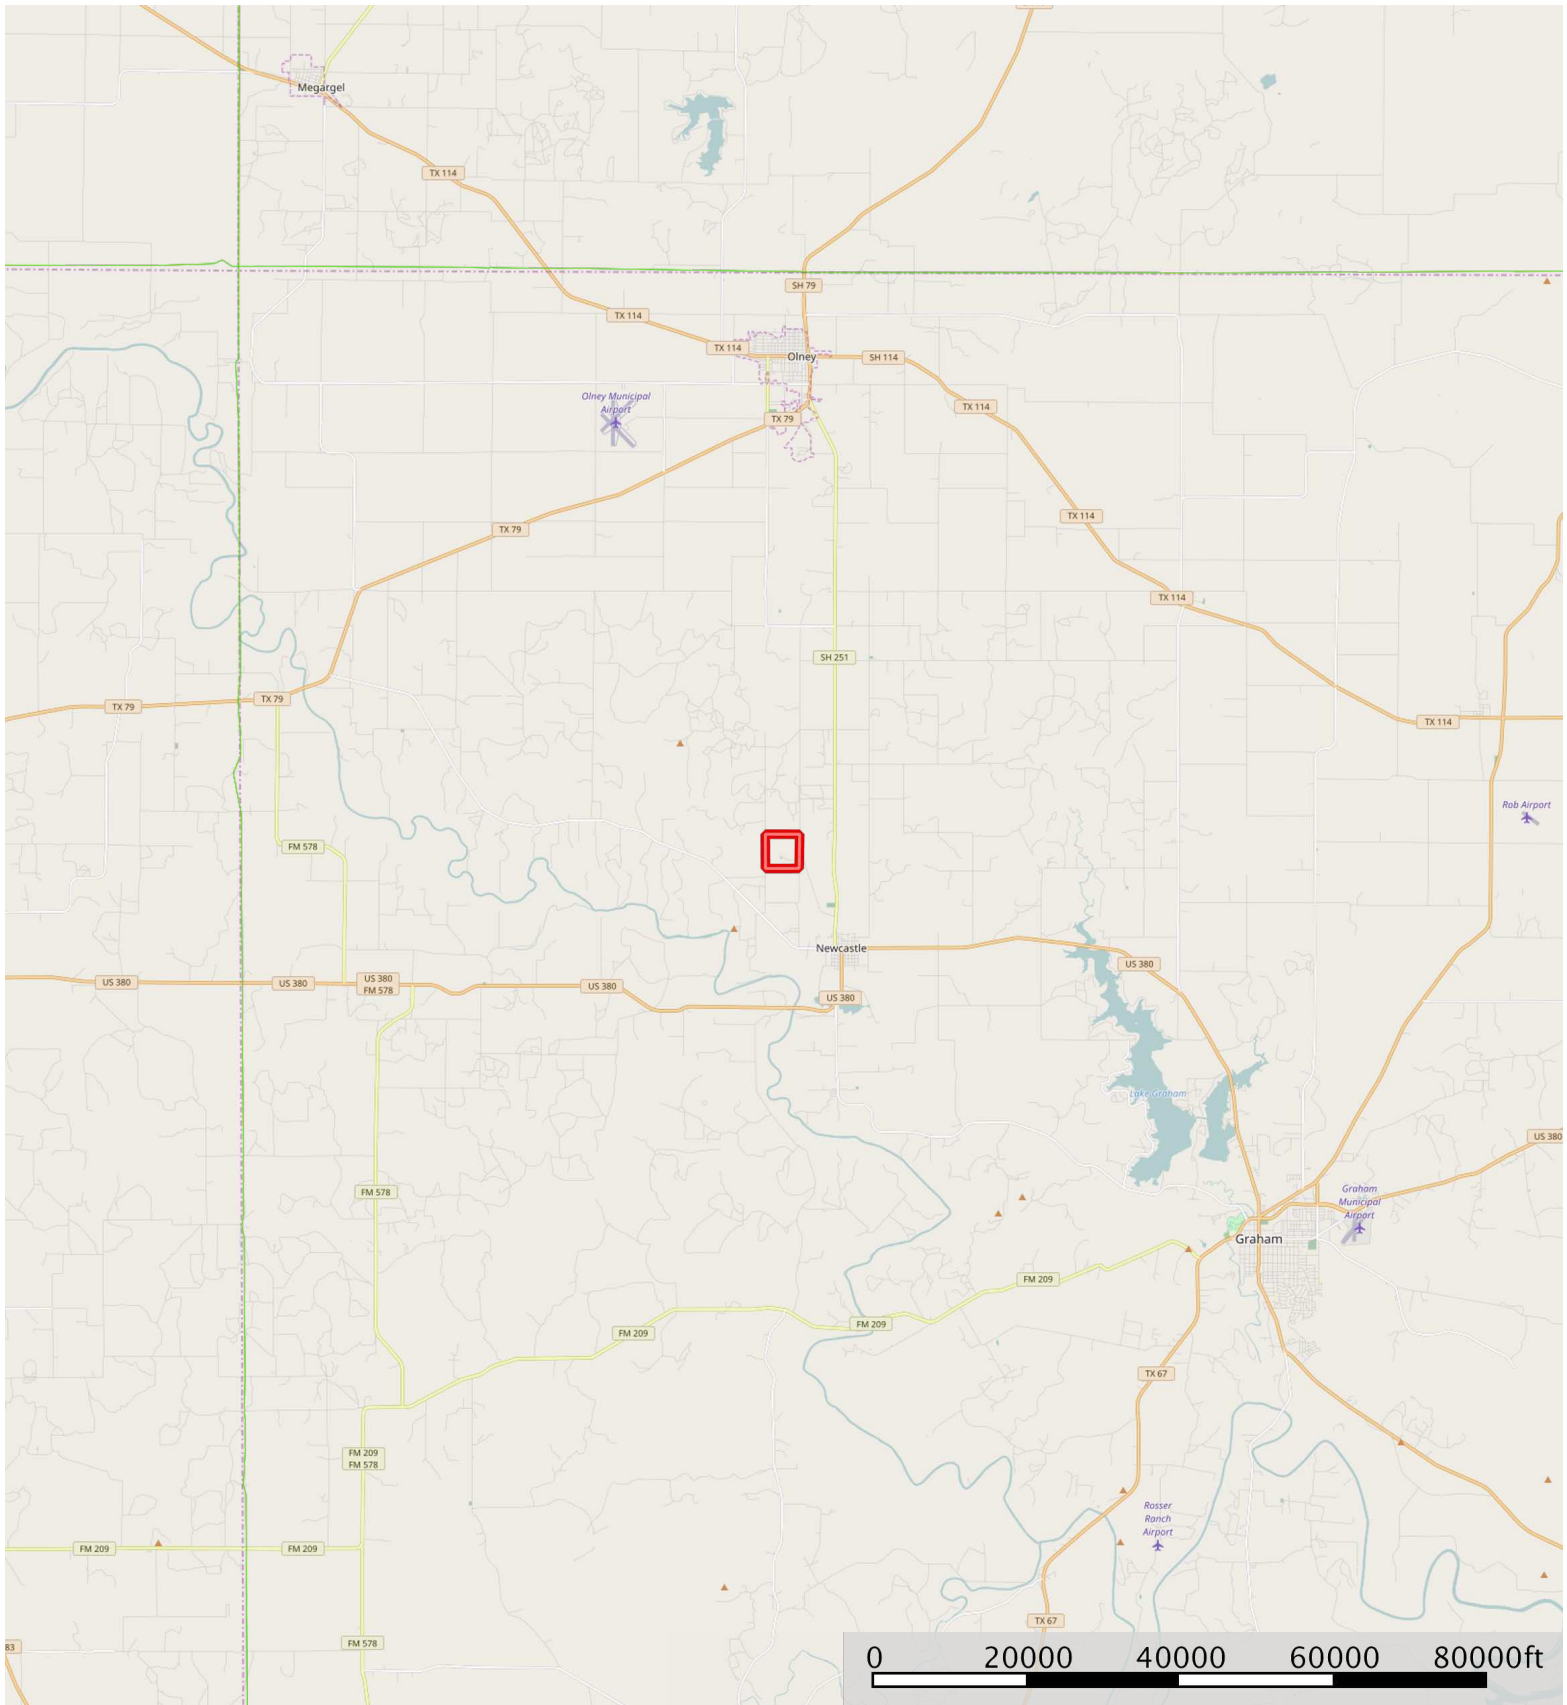 Megargel
TX 114
TX 114
SH 79
TX 114
Olney
SH 114
Olney Municipal
Airport
TX 114
TX 79
TX 114
TX 79
TX 114
SH 251
TX 79
TX 79
TX 114
Rob Airport
FM 578
Newcastle
US 380
US 380
US 380
US 380
FM 578
US 380
US 380
Lake Graham
US 380
FM 578
Graham
Municipal
Airport
Graham
FM 209
FM 209
FM 209
TX 67
FM 209
FM 578
Rosser
Ranch
Airport
FM 209
FM 209
TX 67
FM 578
83
0 20000 40000 60000 80000ft